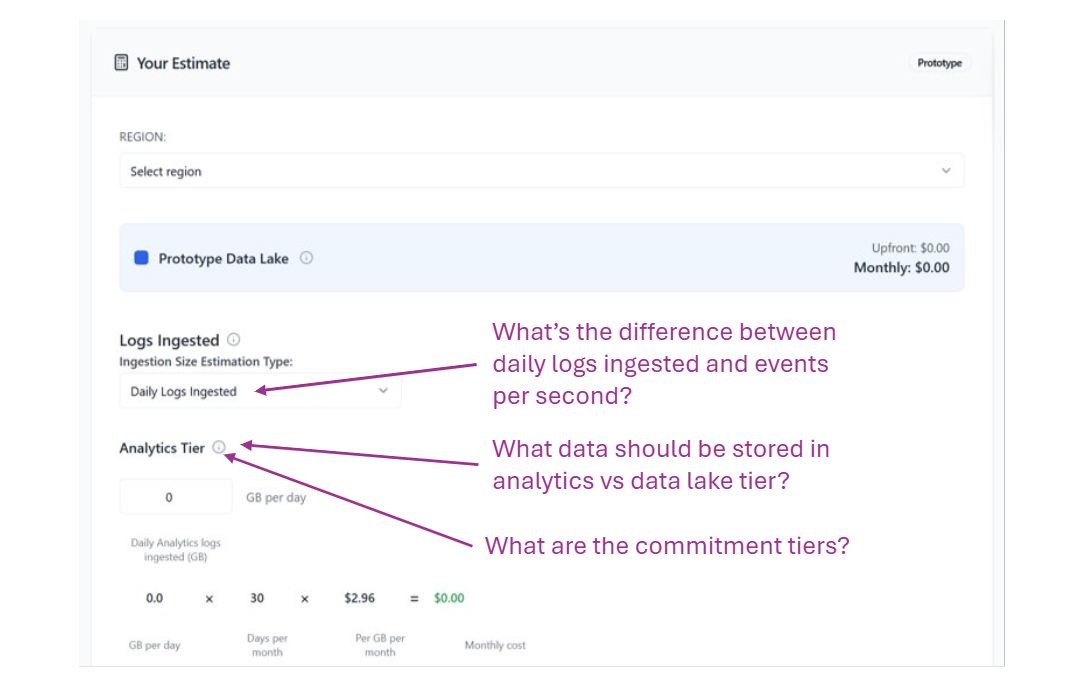 Your Estimate
Prototype
REGION:
Select region
Prototype Data Lake
Upfront: $0.00
Monthly: $0.00
Logs Ingested
Ingestion Size Estimation Type:
Daily Logs Ingested
What’s the difference between
daily logs ingested and events
per second?
Analytics Tier
What data should be stored in
analytics vs data lake tier?
0
GB per day
What are the commitment tiers?
Daily Analytics logs
ingested (GB)
0.0 × 30 × $2.96 = $0.00
GB per day
Days per
month
Per GB per
month
Monthly cost